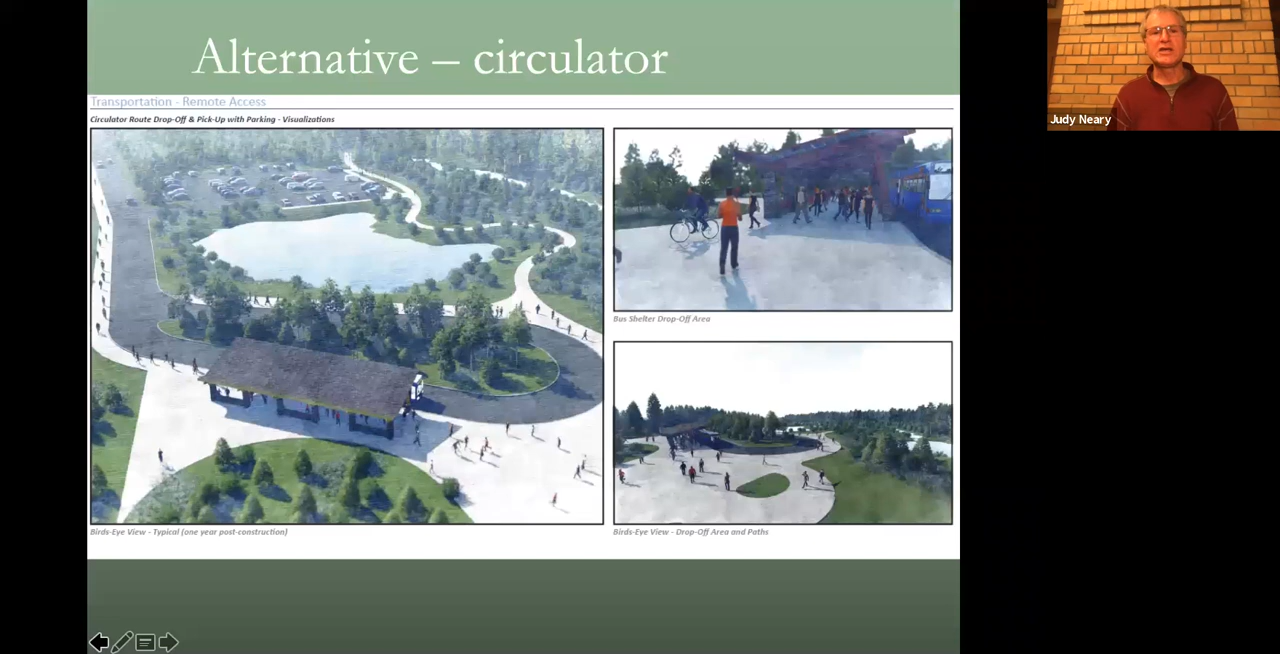 Alternative – circulator
Transportation - Remote Access
Circulator Route Drop-Off & Pick-Up with Parking - Visualizations
Bus Shelter Drop-Off Area
Birds-Eye View - Typical (one year post-construction)
Birds-Eye View - Drop-Off Area and Paths
Judy Neary